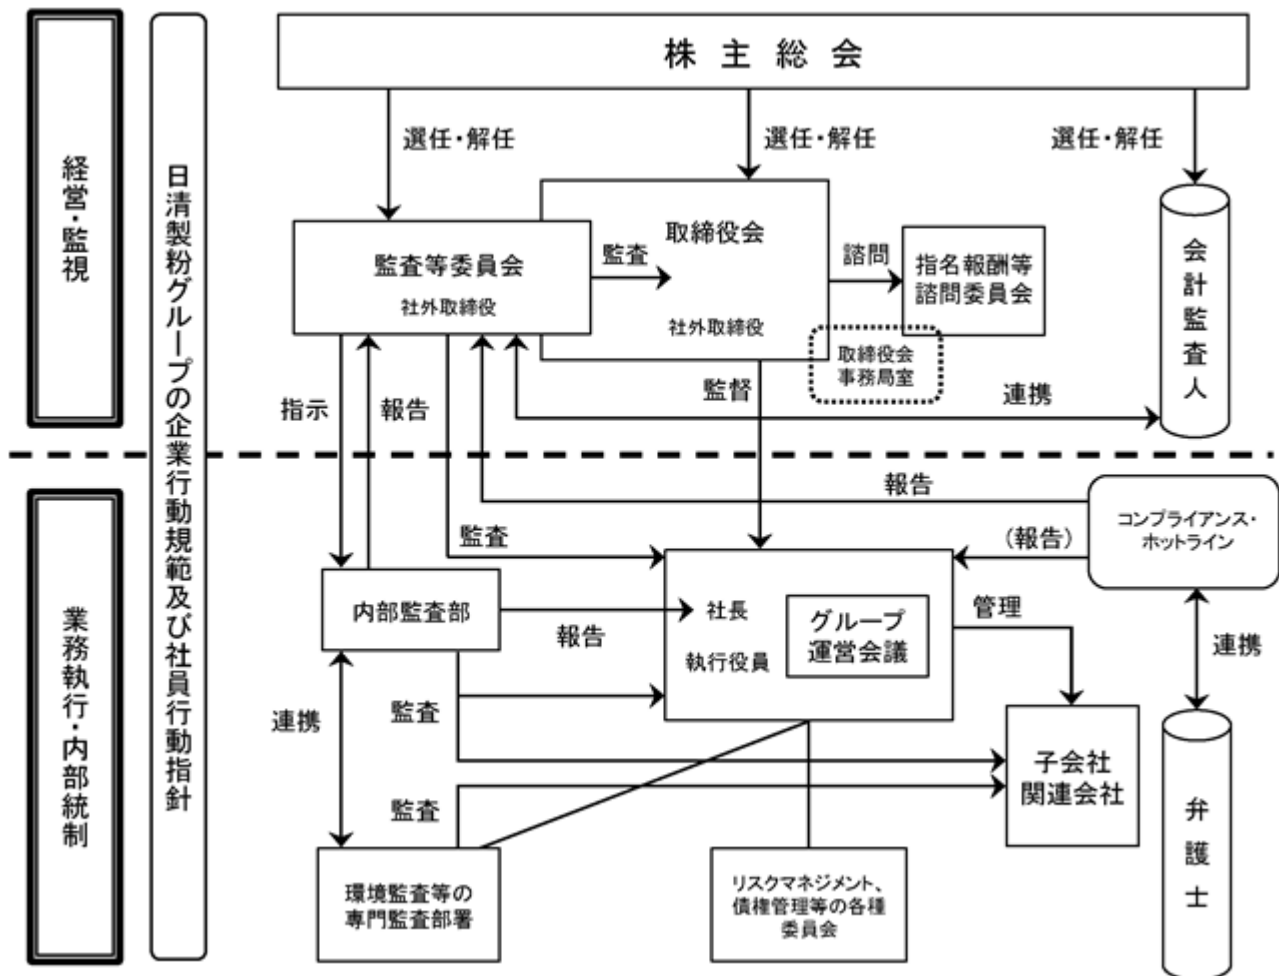 株主総会
経営・監視
日清製粉グループの企業行動規範及び社員行動指針
選任・解任
選任・解任
選任・解任
取締役会
社外取締役
監査等委員会
社外取締役
監査
諮問
指名報酬等
諮問委員会
会計監査人
取締役会
事務局室
監督
指示
報告
連携
業務執行・内部統制
報告
コンプライアンス・
ホットライン
監査
(報告)
内部監査部
報告
社長
執行役員
グループ
運営会議
管理
連携
連携
監査
子会社
関連会社
監査
弁護士
環境監査等の
専門監査部署
リスクマネジメント、
債権管理等の各種
委員会